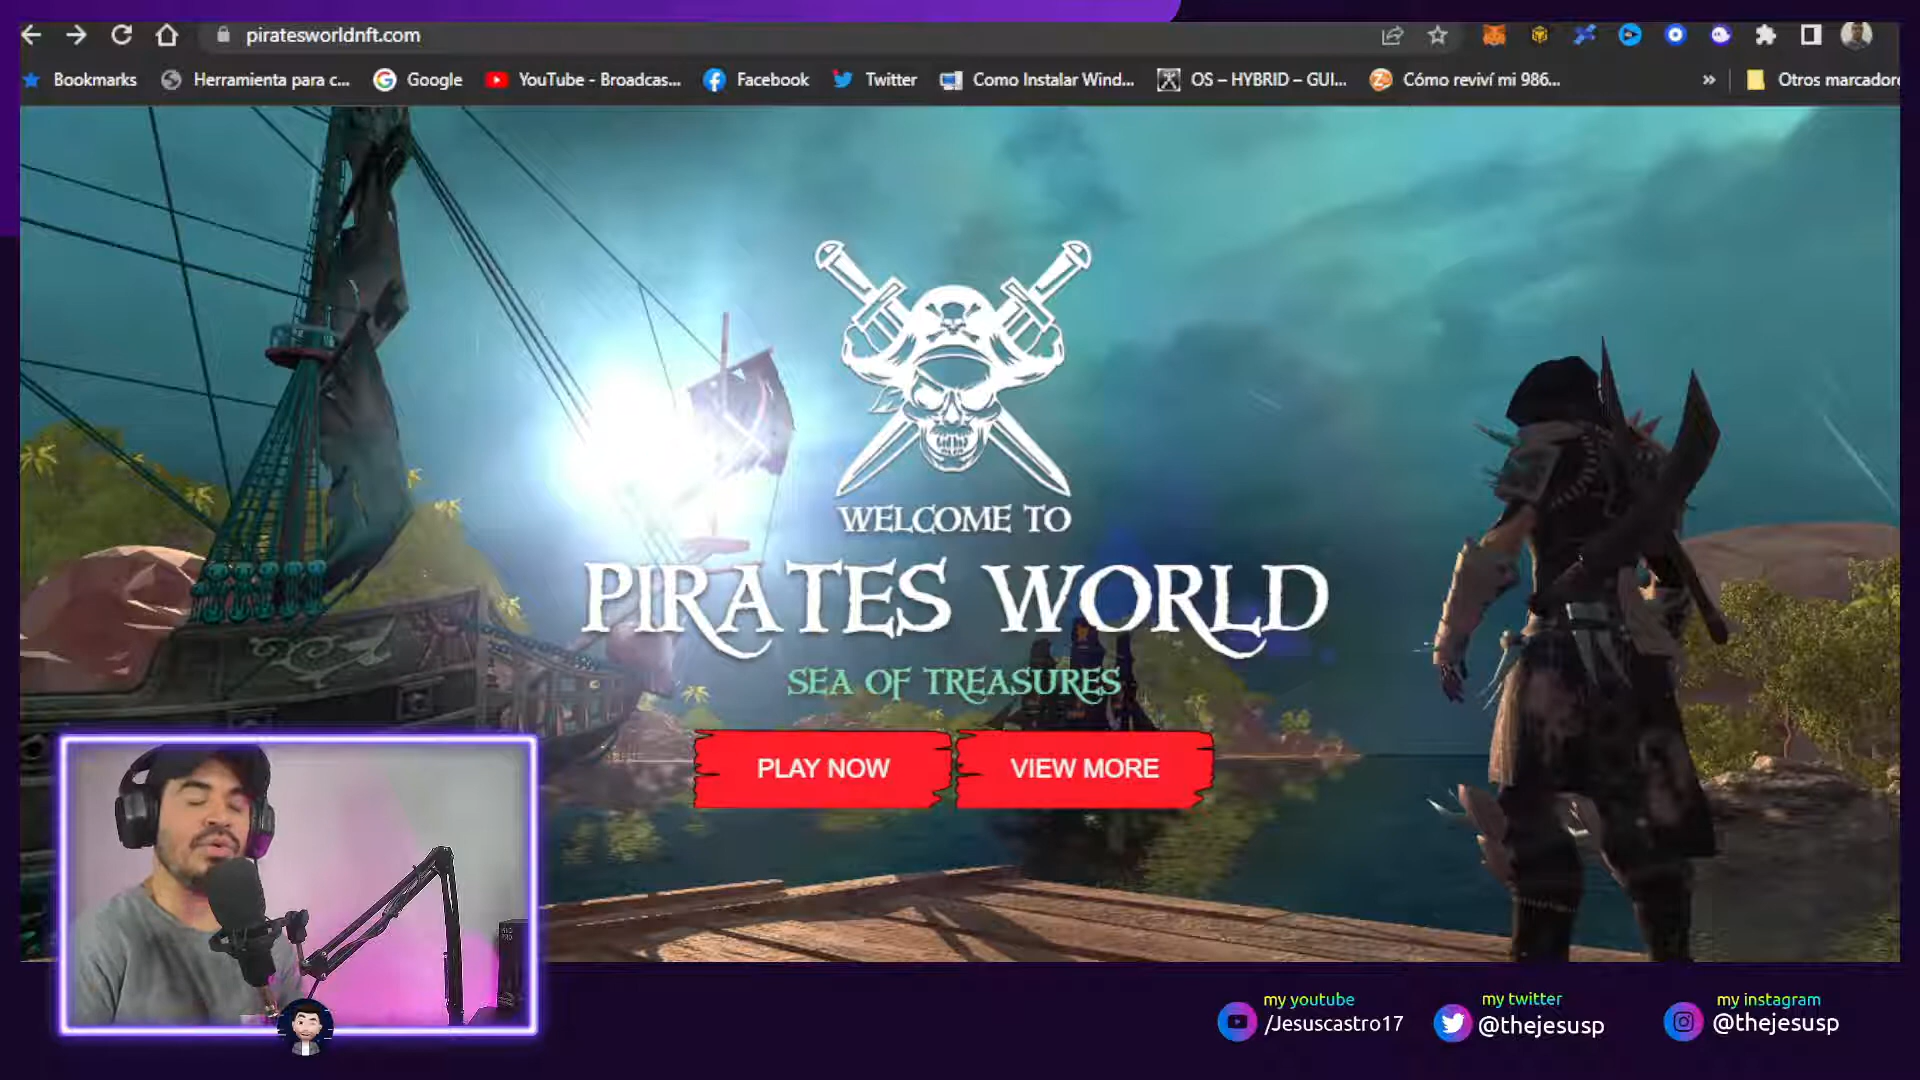 piratesworldnft.com
Bookmarks Herramienta para c... Google YouTube - Broadcas... Facebook Twitter Como Instalar Wind... OS – HYBRID – GUI... Cómo reviví mi 986... » Otros marcador
WELCOME TO
PIRATES WORLD
SEA OF TREASURES
PLAY NOW VIEW MORE
my youtube
/Jesuscastro17
my twitter
@thejesusp
my instagram
@thejesusp